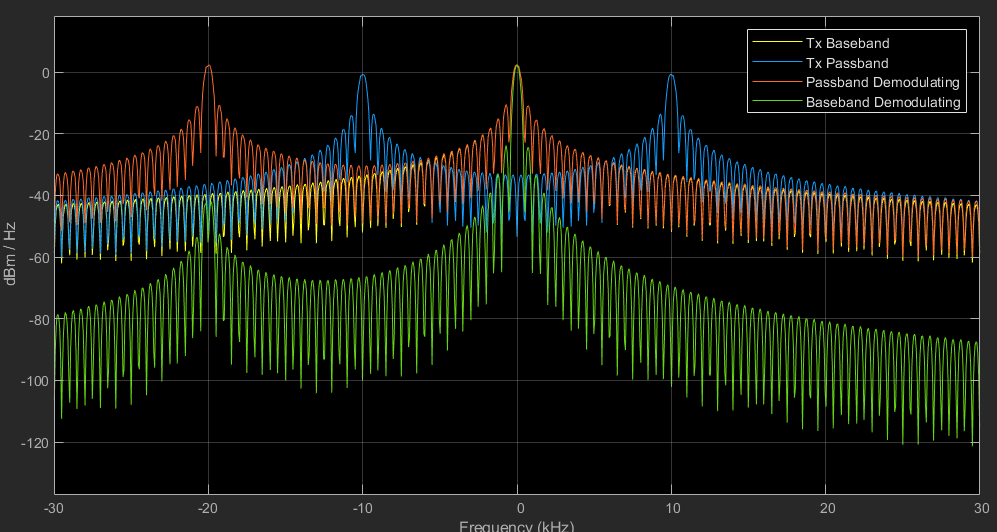 Tx Baseband
Tx Passband
Passband Demodulating
Baseband Demodulating
0
-20
-40
-60
-80
-100
-120
dBm / Hz
-30 -20 -10 0 10 20 30
Frequency (kHz)